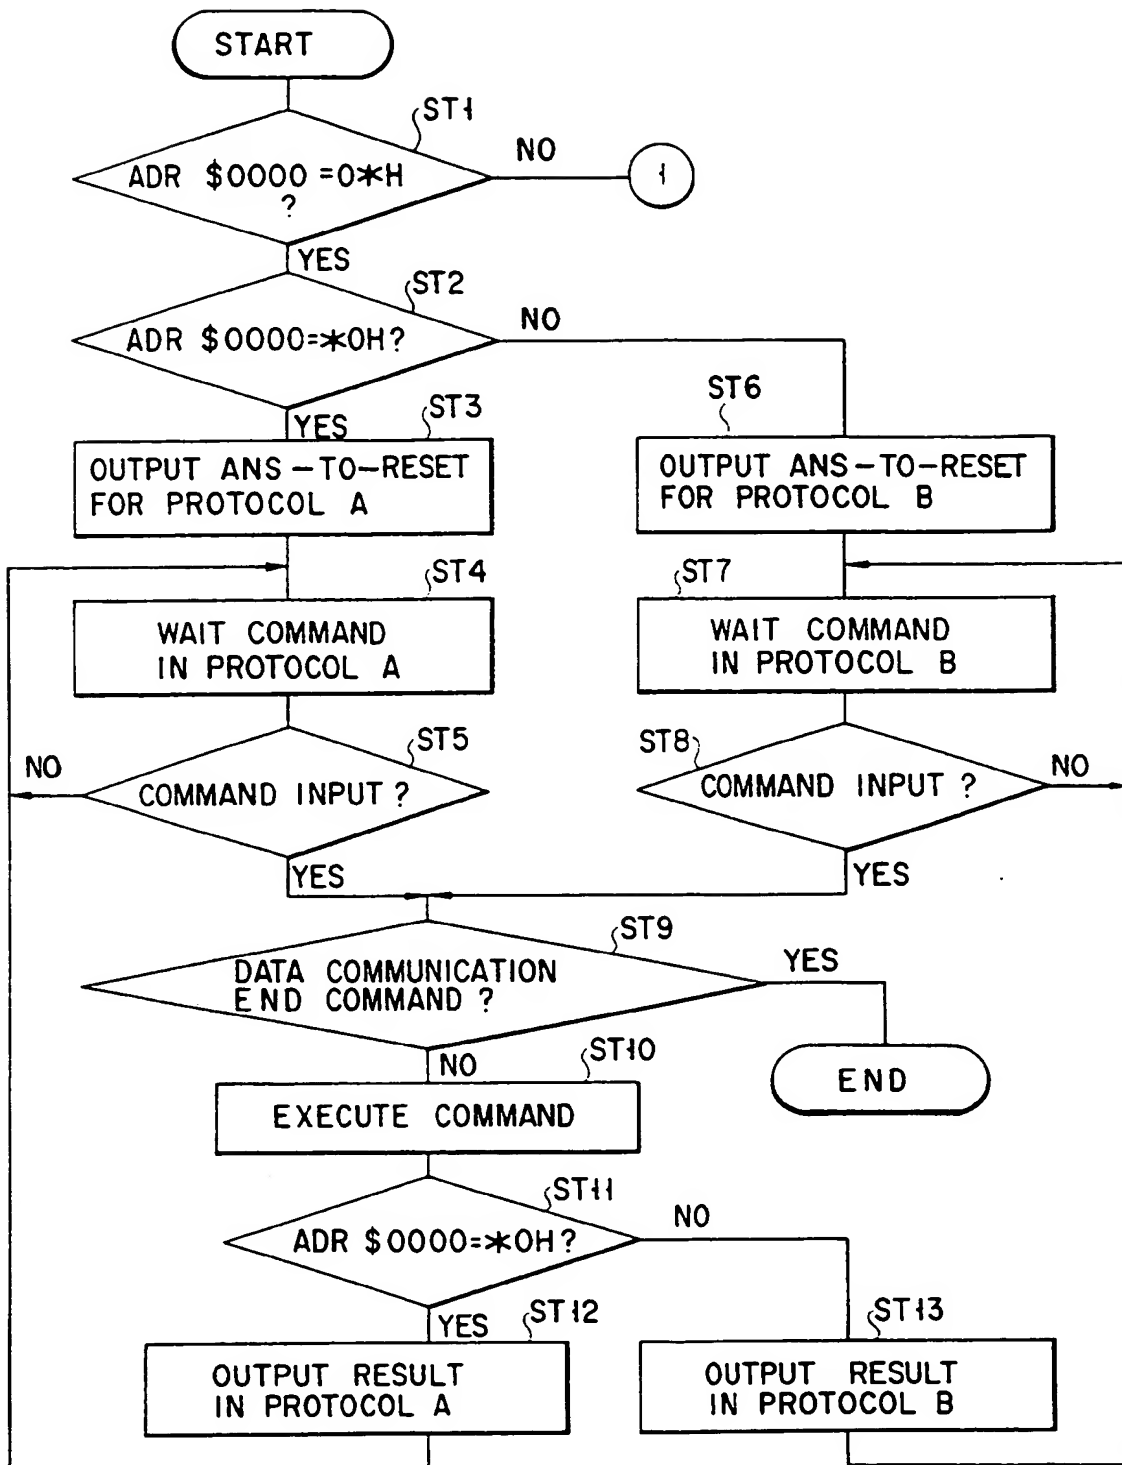 START
ST1
ADR $0000=0*H
?
NO
1
YES
ST2
ADR $0000=*0H?
NO
YES
ST3
OUTPUT ANS-TO-RESET
FOR PROTOCOL A
ST6
OUTPUT ANS-TO-RESET
FOR PROTOCOL B
ST4
WAIT COMMAND
IN PROTOCOL A
ST7
WAIT COMMAND
IN PROTOCOL B
ST5
COMMAND INPUT?
NO
YES
ST8
COMMAND INPUT?
NO
YES
ST9
DATA COMMUNICATION
END COMMAND?
YES
END
NO
ST10
EXECUTE COMMAND
ST11
ADR $0000=*0H?
NO
YES
ST12
OUTPUT RESULT
IN PROTOCOL A
ST13
OUTPUT RESULT
IN PROTOCOL B